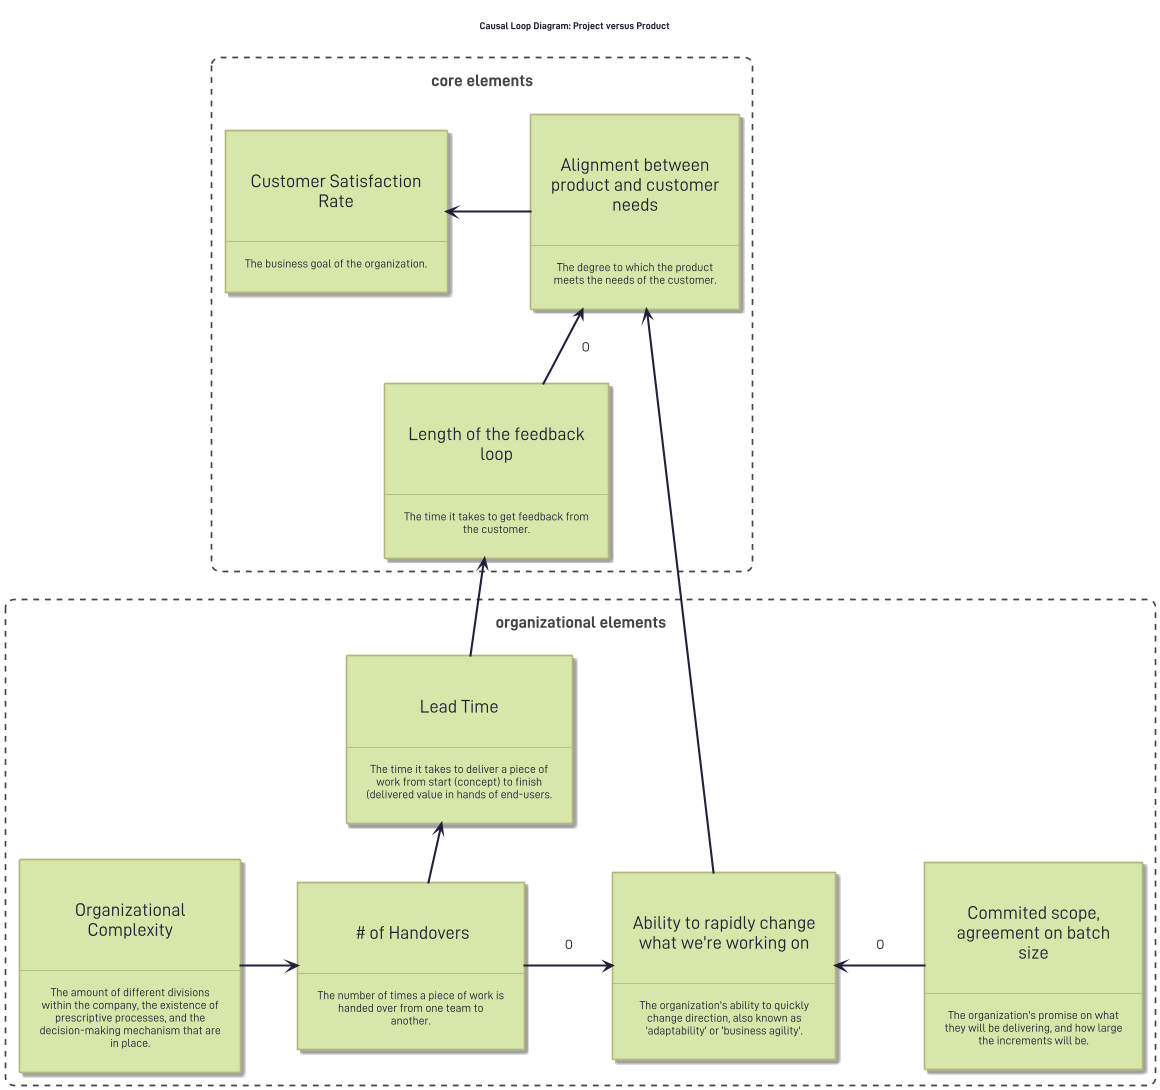 Causal Loop Diagram: Project versus Product
core elements
Customer Satisfaction
Rate
The business goal of the organization.
Alignment between
product and customer
needs
The degree to which the product
meets the needs of the customer.
O
Length of the feedback
loop
The time it takes to get feedback from
the customer.
organizational elements
Lead Time
The time it takes to deliver a piece of
work from start (concept) to finish
(delivered value in hands of end-users.
Organizational
Complexity
The amount of different divisions
within the company, the existence of
prescriptive processes, and the
decision-making mechanism that are
in place.
# of Handovers
The number of times a piece of work is
handed over from one team to
another.
O
Ability to rapidly change
what we're working on
The organization's ability to quickly
change direction, also known as
'adaptability' or 'business agility'.
O
Commited scope,
agreement on batch
size
The organization's promise on what
they will be delivering, and how large
the increments will be.